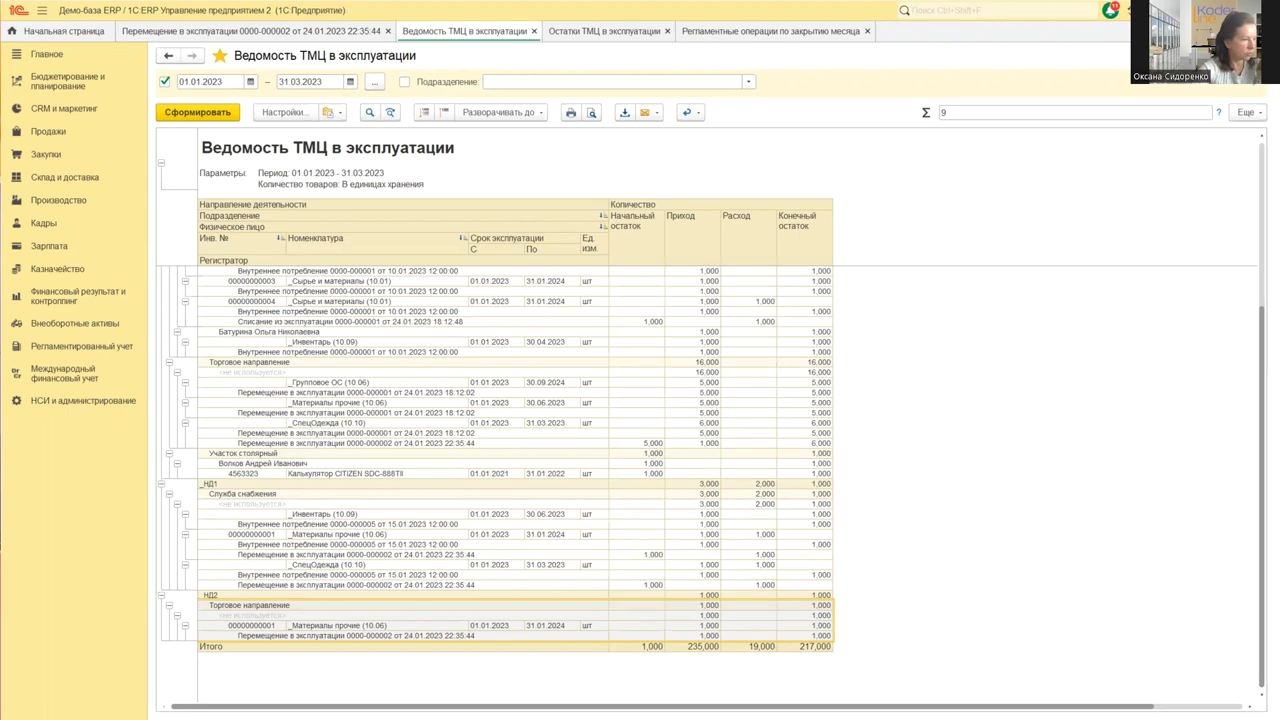 Демо-база ERP / 1С:ERP Управление предприятием 2 (1С:Предприятие)
Поиск Ctrl+Shift+F
Начальная страница
Перемещение в эксплуатации 0000-000002 от 24.01.2023 22:35:44 ×
Ведомость ТМЦ в эксплуатации ×
Остатки ТМЦ в эксплуатации ×
Регламентные операции по закрытию месяца ×
Koder
line
Оксана Сидоренко
Главное
Бюджетирование и
планирование
CRM и маркетинг
Продажи
Закупки
Склад и доставка
Производство
Кадры
Зарплата
Казначейство
Финансовый результат и
контроллинг
Внеоборотные активы
Регламентированный учет
Международный
финансовый учет
НСИ и администрирование
Ведомость ТМЦ в эксплуатации
01.01.2023 – 31.03.2023 ... Подразделение:
Сформировать Настройки... Разворачивать до Σ 9 ? Еще
Ведомость ТМЦ в эксплуатации
Параметры: Период: 01.01.2023 - 31.03.2023
Количество товаров: В единицах хранения
Направление деятельности Количество
Подразделение Начальный Приход Расход Конечный
Физическое лицо остаток остаток
Инв. № Номенклатура Срок эксплуатации Ед.
С По изм.
Регистратор
Внутреннее потребление 0000-000001 от 10.01.2023 12:00:00 1,000 1,000
00000000003 _Сырье и материалы (10.01) 01.01.2023 31.01.2024 шт 1,000 1,000
Внутреннее потребление 0000-000001 от 10.01.2023 12:00:00 1,000 1,000
00000000004 _Сырье и материалы (10.01) 01.01.2023 31.01.2024 шт 1,000 1,000
Внутреннее потребление 0000-000001 от 10.01.2023 12:00:00 1,000 1,000
Списание из эксплуатации 0000-000001 от 24.01.2023 18:12:48 1,000 1,000
Батурина Ольга Николаевна 1,000 1,000
_Инвентарь (10.09) 01.01.2023 30.04.2023 шт 1,000 1,000
Внутреннее потребление 0000-000001 от 10.01.2023 12:00:00 1,000 1,000
Торговое направление 16,000 16,000
<не используется> 16,000 16,000
_Групповое ОС (10.06) 01.01.2023 30.09.2024 шт 5,000 5,000
Перемещение в эксплуатации 0000-000001 от 24.01.2023 18:12:02 5,000 5,000
_Материалы прочие (10.06) 01.01.2023 30.06.2023 шт 5,000 5,000
Перемещение в эксплуатации 0000-000001 от 24.01.2023 18:12:02 5,000 5,000
_СпецОдежда (10.10) 01.01.2023 31.03.2023 шт 6,000 6,000
Перемещение в эксплуатации 0000-000001 от 24.01.2023 18:12:02 5,000 5,000
Перемещение в эксплуатации 0000-000002 от 24.01.2023 22:35:44 5,000 1,000 6,000
Участок столярный 1,000 1,000
Волков Андрей Иванович 1,000 1,000
4563323 Калькулятор CITIZEN SDC-888TII 01.01.2021 31.01.2022 шт 1,000 1,000
_НД1 3,000 2,000 1,000
Служба снабжения 3,000 2,000 1,000
<не используется> 3,000 2,000 1,000
_Инвентарь (10.09) 01.01.2023 30.06.2023 шт 1,000 1,000
Внутреннее потребление 0000-000005 от 15.01.2023 12:00:00 1,000 1,000
00000000001 _Материалы прочие (10.06) 01.01.2023 31.01.2024 шт 1,000 1,000
Внутреннее потребление 0000-000005 от 15.01.2023 12:00:00 1,000 1,000
Перемещение в эксплуатации 0000-000002 от 24.01.2023 22:35:44 1,000 1,000
_СпецОдежда (10.10) 01.01.2023 31.03.2023 шт 1,000 1,000
Внутреннее потребление 0000-000005 от 15.01.2023 12:00:00 1,000 1,000
Перемещение в эксплуатации 0000-000002 от 24.01.2023 22:35:44 1,000 1,000
_НД2 1,000 1,000
Торговое направление 1,000 1,000
<не используется> 1,000 1,000
00000000001 _Материалы прочие (10.06) 01.01.2023 31.01.2024 шт 1,000 1,000
Перемещение в эксплуатации 0000-000002 от 24.01.2023 22:35:44 1,000 1,000
Итого 1,000 235,000 19,000 217,000